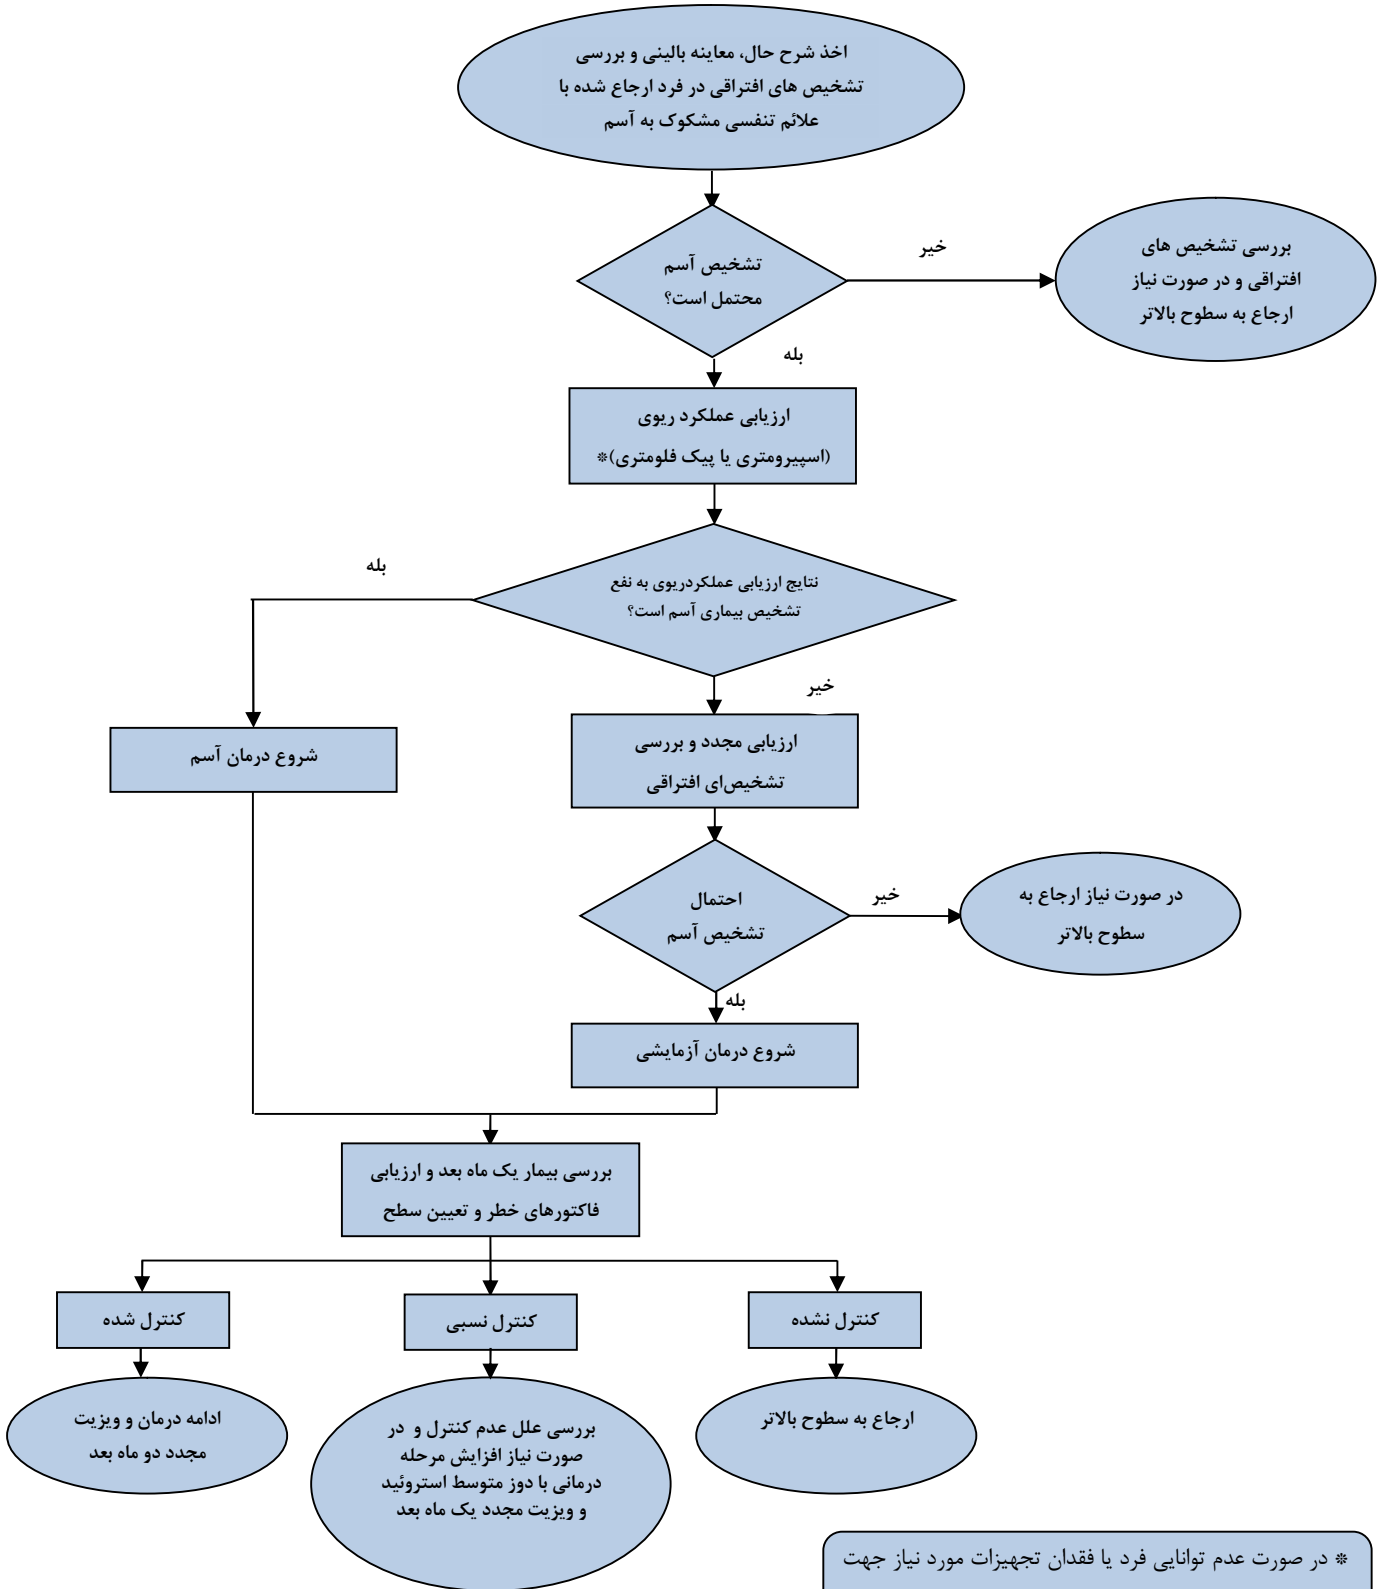 اخذ شرح حال، معاینه بالینی و بررسی
تشخیص های افتراقی در فرد ارجاع شده با
علائم تنفسی مشکوک به آسم
تشخیص آسم
محتمل است؟
خیر
بررسی تشخیص های
افتراقی و در صورت نیاز
ارجاع به سطوح بالاتر
بله
ارزیابی عملکرد ریوی
(اسپیرومتری یا پیک فلومتری)*
نتایج ارزیابی عملکردریوی به نفع
تشخیص بیماری آسم است؟
بله
خیر
شروع درمان آسم
ارزیابی مجدد و بررسی
تشخیص‌ای افتراقی
احتمال
تشخیص آسم
خیر
در صورت نیاز ارجاع به
سطوح بالاتر
بله
شروع درمان آزمایشی
بررسی بیمار یک ماه بعد و ارزیابی
فاکتورهای خطر و تعیین سطح
کنترل نشده
کنترل نسبی
کنترل شده
ارجاع به سطوح بالاتر
بررسی علل عدم کنترل و در
صورت نیاز افزایش مرحله
درمانی با دوز متوسط استروئید
و ویزیت مجدد یک ماه بعد
ادامه درمان و ویزیت
مجدد دو ماه بعد
* در صورت عدم توانایی فرد یا فقدان تجهیزات مورد نیاز جهت